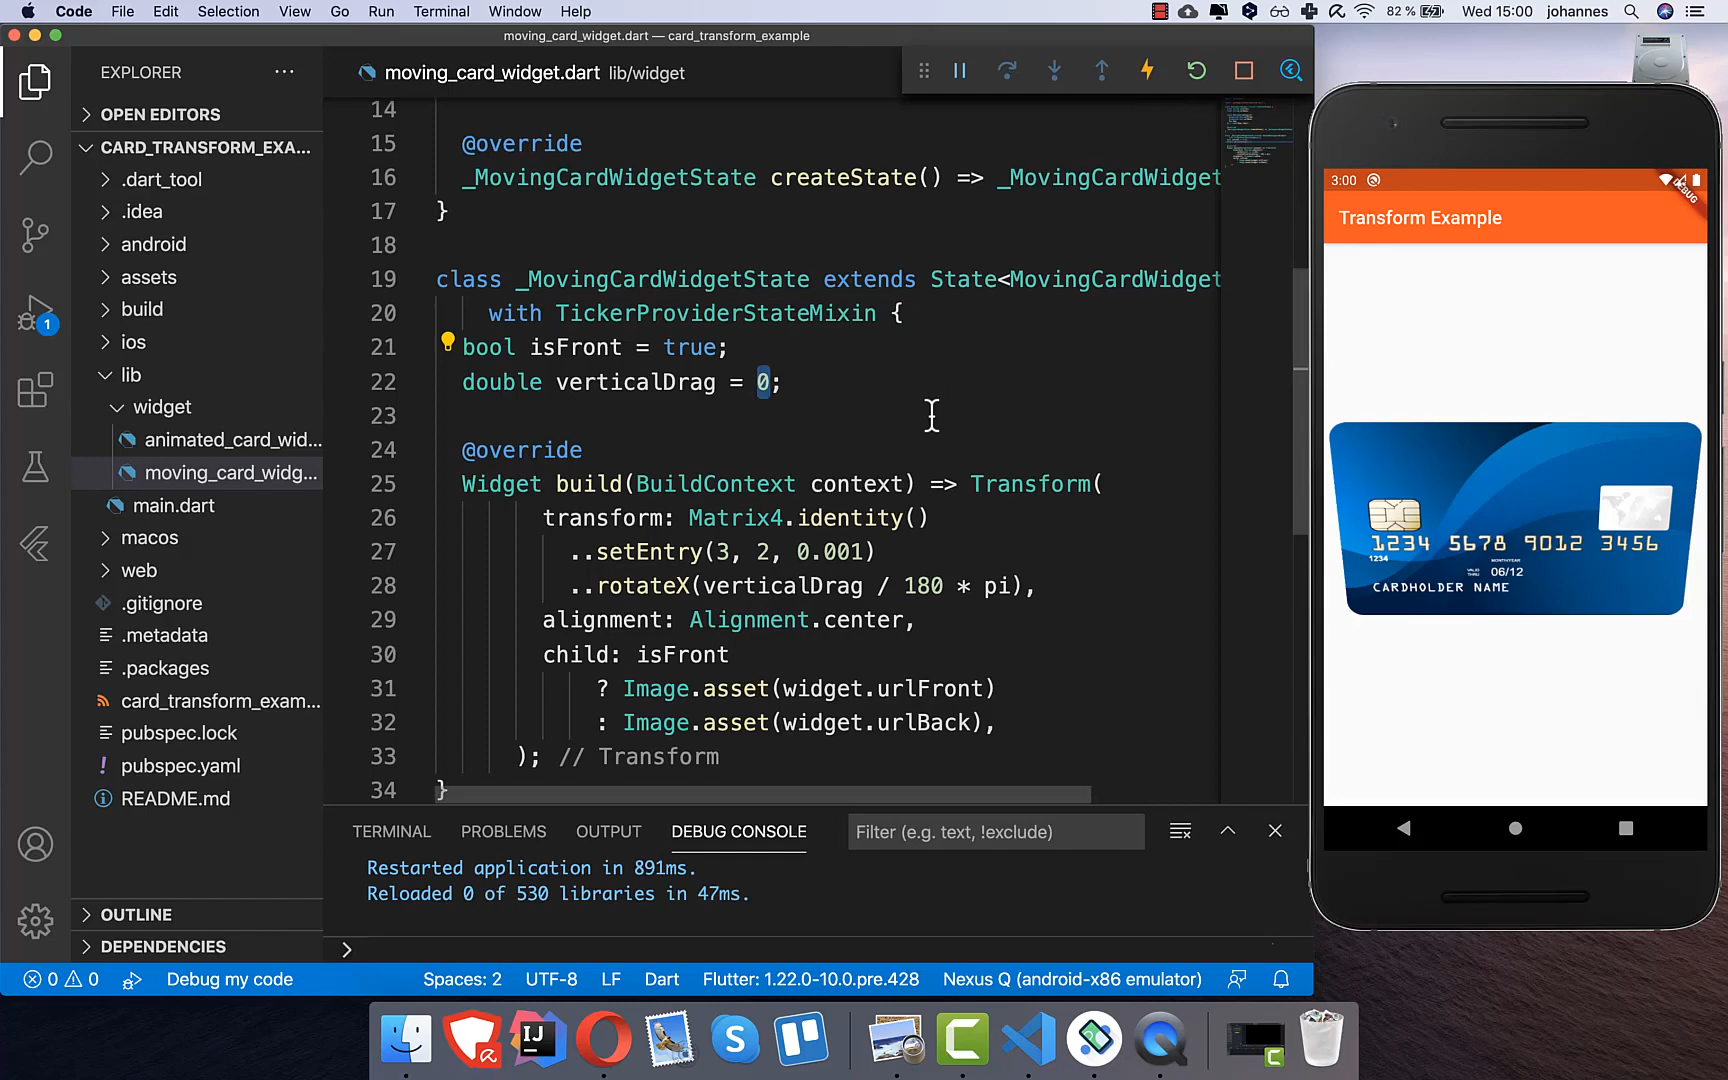 Code File Edit Selection View Go Run Terminal Window Help 82 % Wed 15:00 johannes
moving_card_widget.dart — card_transform_example
EXPLORER
moving_card_widget.dart lib/widget
OPEN EDITORS
CARD_TRANSFORM_EXA...
.dart_tool
.idea
android
assets
build
ios
lib
widget
animated_card_wid...
moving_card_widg...
main.dart
macos
web
.gitignore
.metadata
.packages
card_transform_exam...
pubspec.lock
pubspec.yaml
README.md
OUTLINE
DEPENDENCIES
1
14
15 @override
16 _MovingCardWidgetState createState() => _MovingCardWidget
17 }
18
19 class _MovingCardWidgetState extends State<MovingCardWidget
20 with TickerProviderStateMixin {
21 bool isFront = true;
22 double verticalDrag = 0;
23
24 @override
25 Widget build(BuildContext context) => Transform(
26 transform: Matrix4.identity()
27 ..setEntry(3, 2, 0.001)
28 ..rotateX(verticalDrag / 180 * pi),
29 alignment: Alignment.center,
30 child: isFront
31 ? Image.asset(widget.urlFront)
32 : Image.asset(widget.urlBack),
33 ); // Transform
34 }
TERMINAL PROBLEMS OUTPUT DEBUG CONSOLE Filter (e.g. text, !exclude)
Restarted application in 891ms.
Reloaded 0 of 530 libraries in 47ms.
0 0 Debug my code Spaces: 2 UTF-8 LF Dart Flutter: 1.22.0-10.0.pre.428 Nexus Q (android-x86 emulator)
3:00
DEBUG
Transform Example
1234 5678 9012 3456
1234
MONTH/YEAR
VALID
THRU 06/12
CARDHOLDER NAME